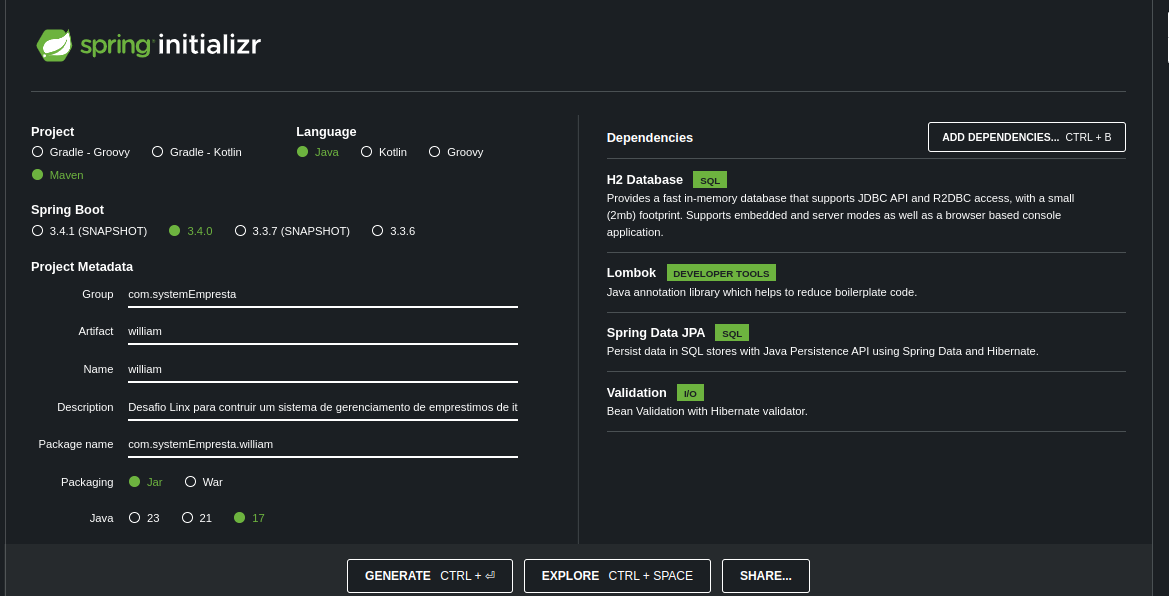 spring initializr
Project
Gradle - Groovy Gradle - Kotlin
Maven
Language
Java Kotlin Groovy
Spring Boot
3.4.1 (SNAPSHOT) 3.4.0 3.3.7 (SNAPSHOT) 3.3.6
Project Metadata
Group com.systemEmpresta
Artifact william
Name william
Description Desafio Linx para contruir um sistema de gerenciamento de emprestimos de it
Package name com.systemEmpresta.william
Packaging Jar War
Java 23 21 17
Dependencies
ADD DEPENDENCIES... CTRL + B
H2 Database SQL
Provides a fast in-memory database that supports JDBC API and R2DBC access, with a small
(2mb) footprint. Supports embedded and server modes as well as a browser based console
application.
Lombok DEVELOPER TOOLS
Java annotation library which helps to reduce boilerplate code.
Spring Data JPA SQL
Persist data in SQL stores with Java Persistence API using Spring Data and Hibernate.
Validation I/O
Bean Validation with Hibernate validator.
GENERATE CTRL + ⏎
EXPLORE CTRL + SPACE
SHARE...